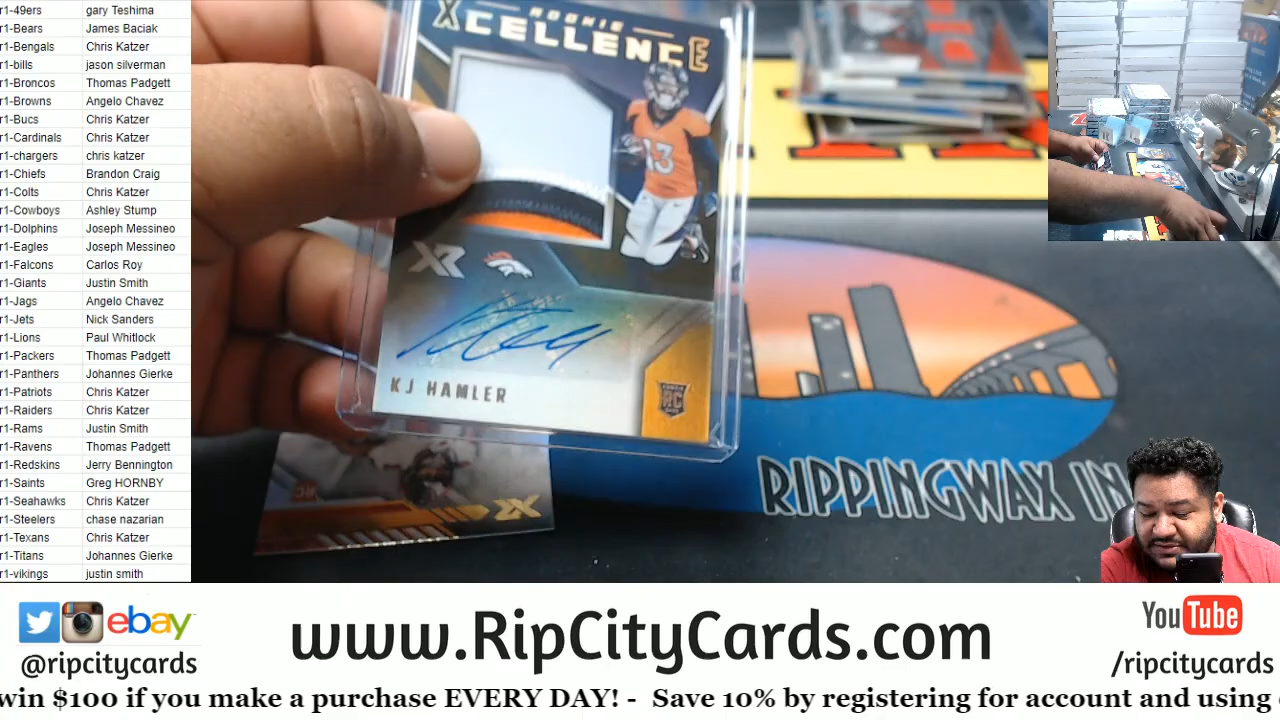 r1-49ers gary Teshima
r1-Bears James Baciak
r1-Bengals Chris Katzer
r1-bills jason silverman
r1-Broncos Thomas Padgett
r1-Browns Angelo Chavez
r1-Bucs Chris Katzer
r1-Cardinals Chris Katzer
r1-chargers chris katzer
r1-Chiefs Brandon Craig
r1-Colts Chris Katzer
r1-Cowboys Ashley Stump
r1-Dolphins Joseph Messineo
r1-Eagles Joseph Messineo
r1-Falcons Carlos Roy
r1-Giants Justin Smith
r1-Jags Angelo Chavez
r1-Jets Nick Sanders
r1-Lions Paul Whitlock
r1-Packers Thomas Padgett
r1-Panthers Johannes Gierke
r1-Patriots Chris Katzer
r1-Raiders Chris Katzer
r1-Rams Justin Smith
r1-Ravens Thomas Padgett
r1-Redskins Jerry Bennington
r1-Saints Greg HORNBY
r1-Seahawks Chris Katzer
r1-Steelers chase nazarian
r1-Texans Chris Katzer
r1-Titans Johannes Gierke
r1-vikings justin smith
ROOKIE
XCELLENCE
13
XR
KJ HAMLER
RC
XR
RIPPINGWAX IN
ebay
@ripcitycards
www.RipCityCards.com
YouTube
/ripcitycards
win $100 if you make a purchase EVERY DAY! - Save 10% by registering for account and using